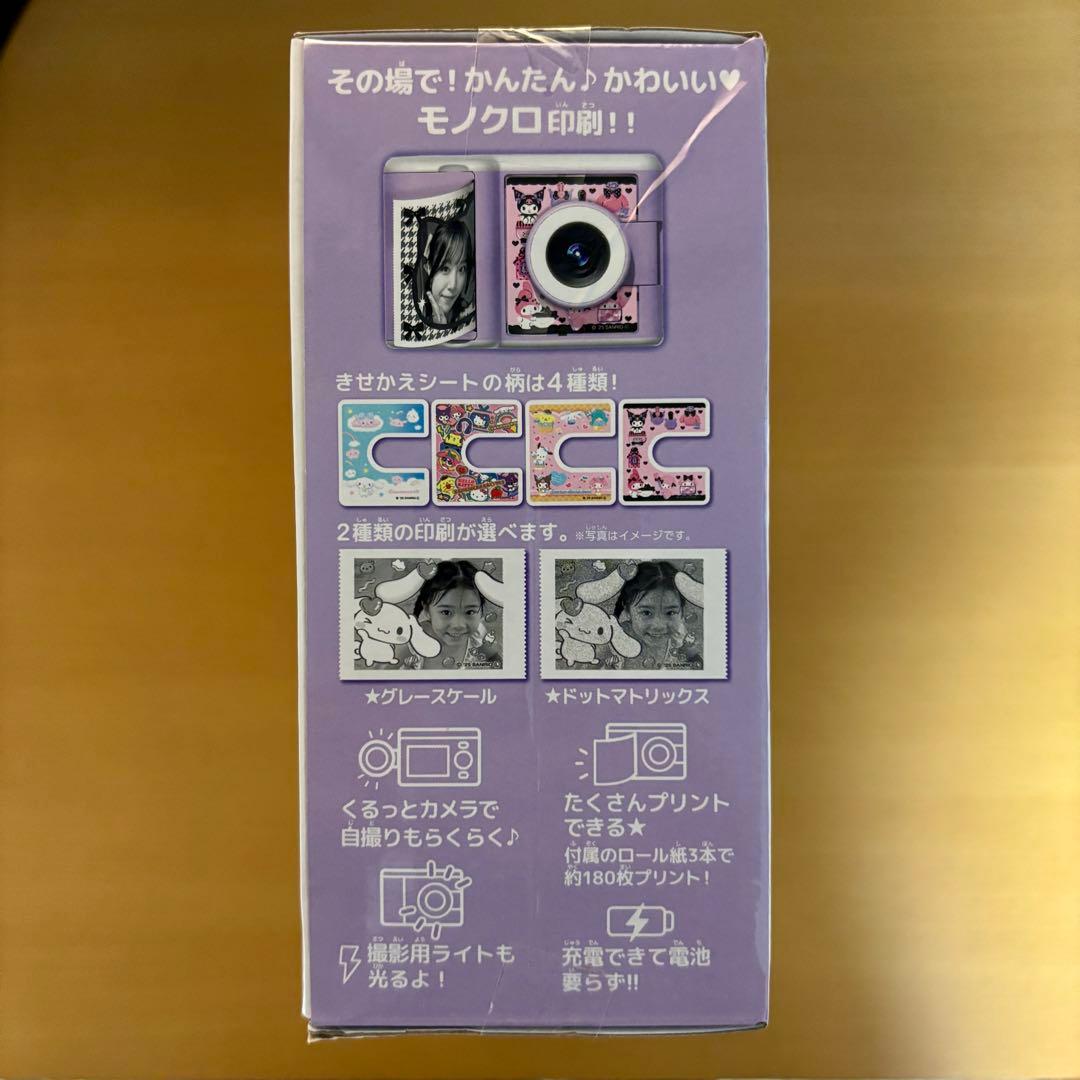 その場で!かんたん♪かわいい♥
モノクロ印刷!!
© '25 SANRIO
きせかえシートの柄は4種類!
2種類の印刷が選べます。※写真はイメージです。
© '25 SANRIO
★グレースケール
★ドットマトリックス
くるっとカメラで
自撮りもらくらく♪
たくさんプリント
できる★
付属のロール紙3本で
約180枚プリント!
撮影用ライトも
光るよ!
充電できて電池
要らず!!